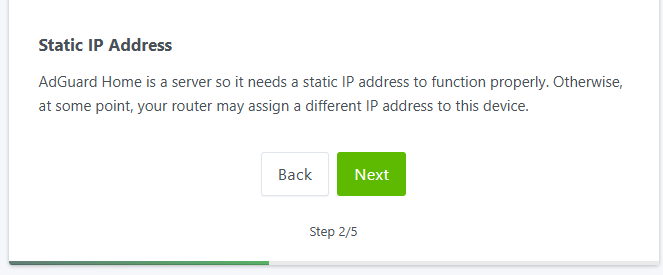 Static IP Address
AdGuard Home is a server so it needs a static IP address to function properly. Otherwise,
at some point, your router may assign a different IP address to this device.
Back
Next
Step 2/5